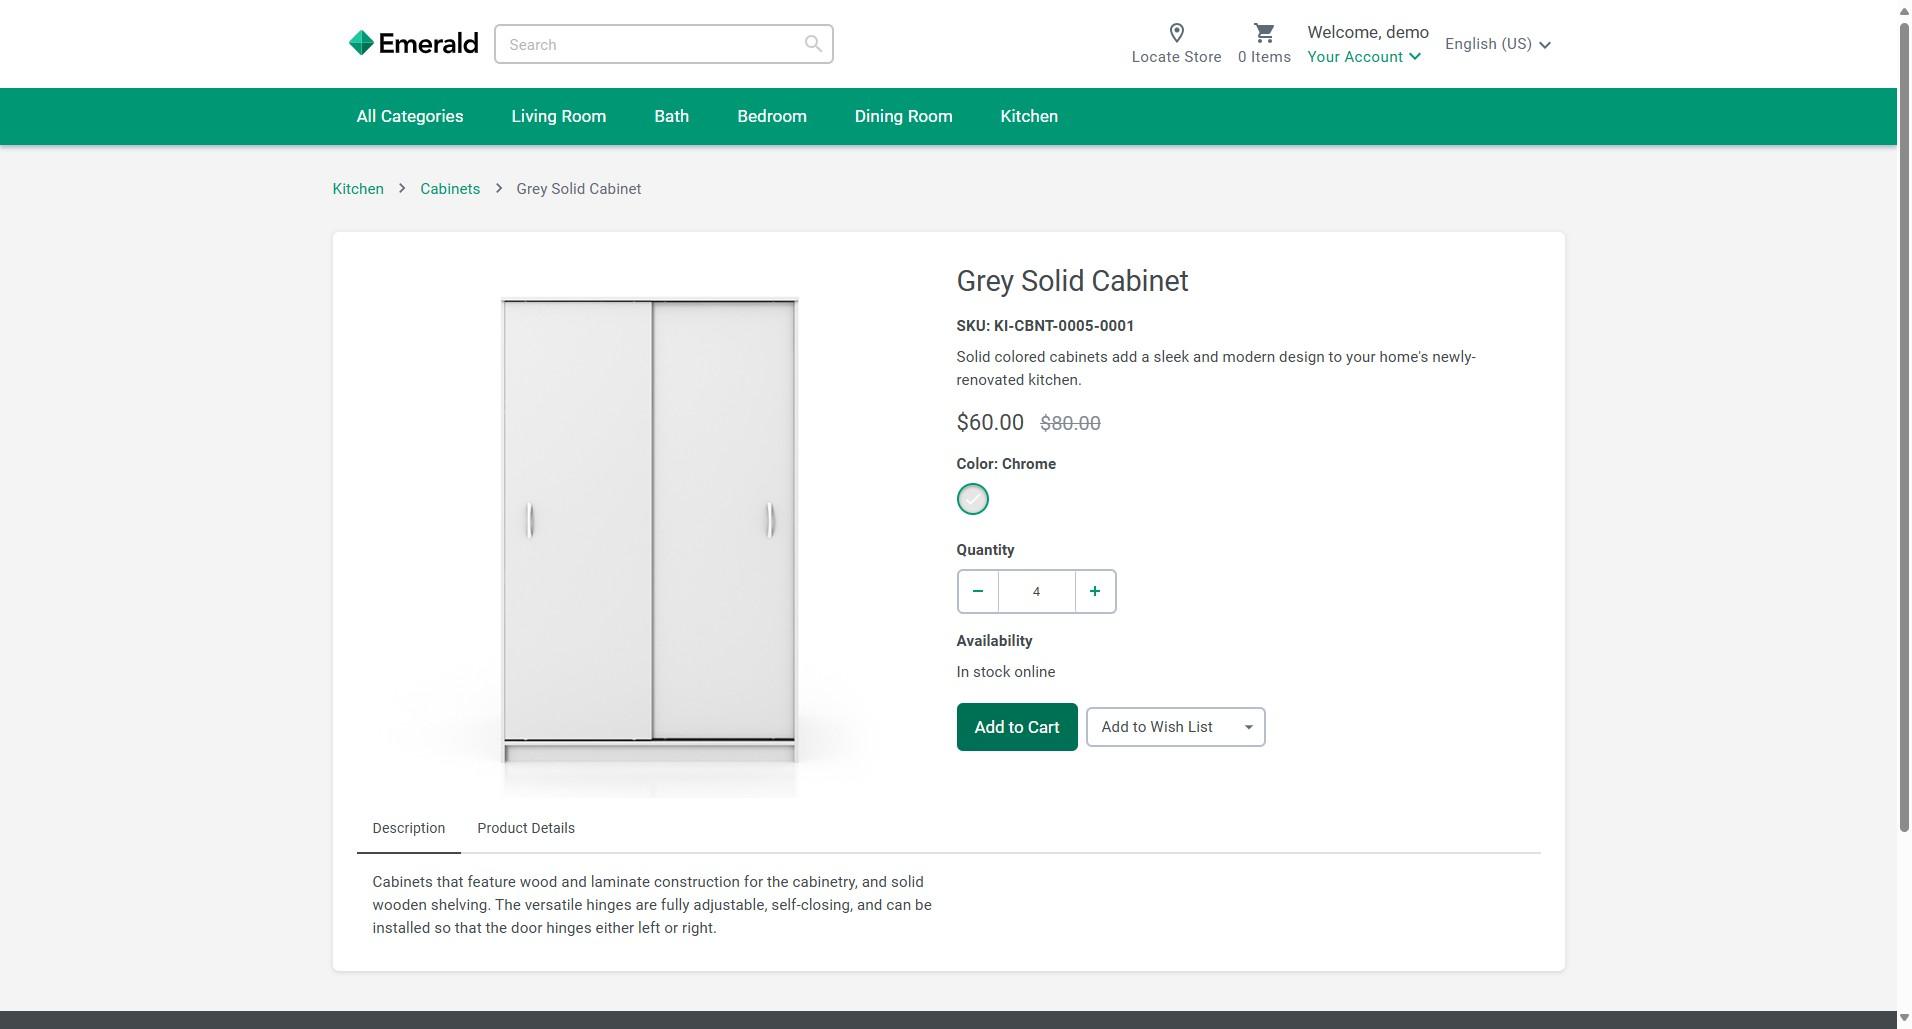 Emerald
Search
Locate Store
0 Items
Welcome, demo
Your Account
English (US)
All Categories
Living Room
Bath
Bedroom
Dining Room
Kitchen
Kitchen
Cabinets
Grey Solid Cabinet
Grey Solid Cabinet
SKU: KI-CBNT-0005-0001
Solid colored cabinets add a sleek and modern design to your home's newly-
renovated kitchen.
$60.00 $80.00
Color: Chrome
Quantity
− 4 +
Availability
In stock online
Add to Cart
Add to Wish List
Description
Product Details
Cabinets that feature wood and laminate construction for the cabinetry, and solid
wooden shelving. The versatile hinges are fully adjustable, self-closing, and can be
installed so that the door hinges either left or right.